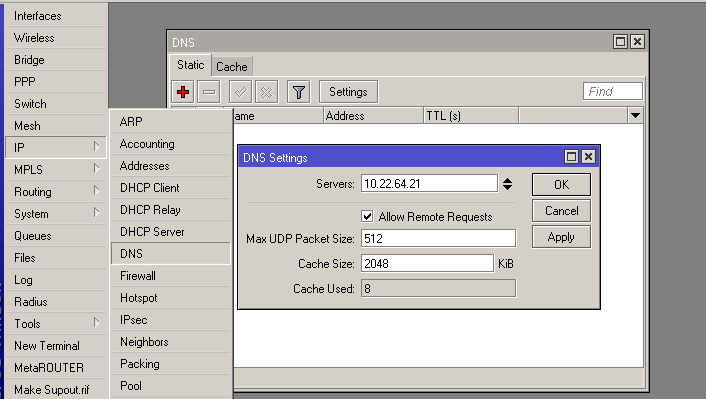 Interfaces
Wireless
Bridge
PPP
Switch
Mesh
IP
MPLS
Routing
System
Queues
Files
Log
Radius
Tools
New Terminal
MetaROUTER
Make Supout.rif
ARP
Accounting
Addresses
DHCP Client
DHCP Relay
DHCP Server
DNS
Firewall
Hotspot
IPsec
Neighbors
Packing
Pool
DNS
Static Cache
Settings Find
Address TTL (s)
DNS Settings
Servers: 10.22.64.21 OK
Allow Remote Requests Cancel
Max UDP Packet Size: 512 Apply
Cache Size: 2048 KiB
Cache Used: 8